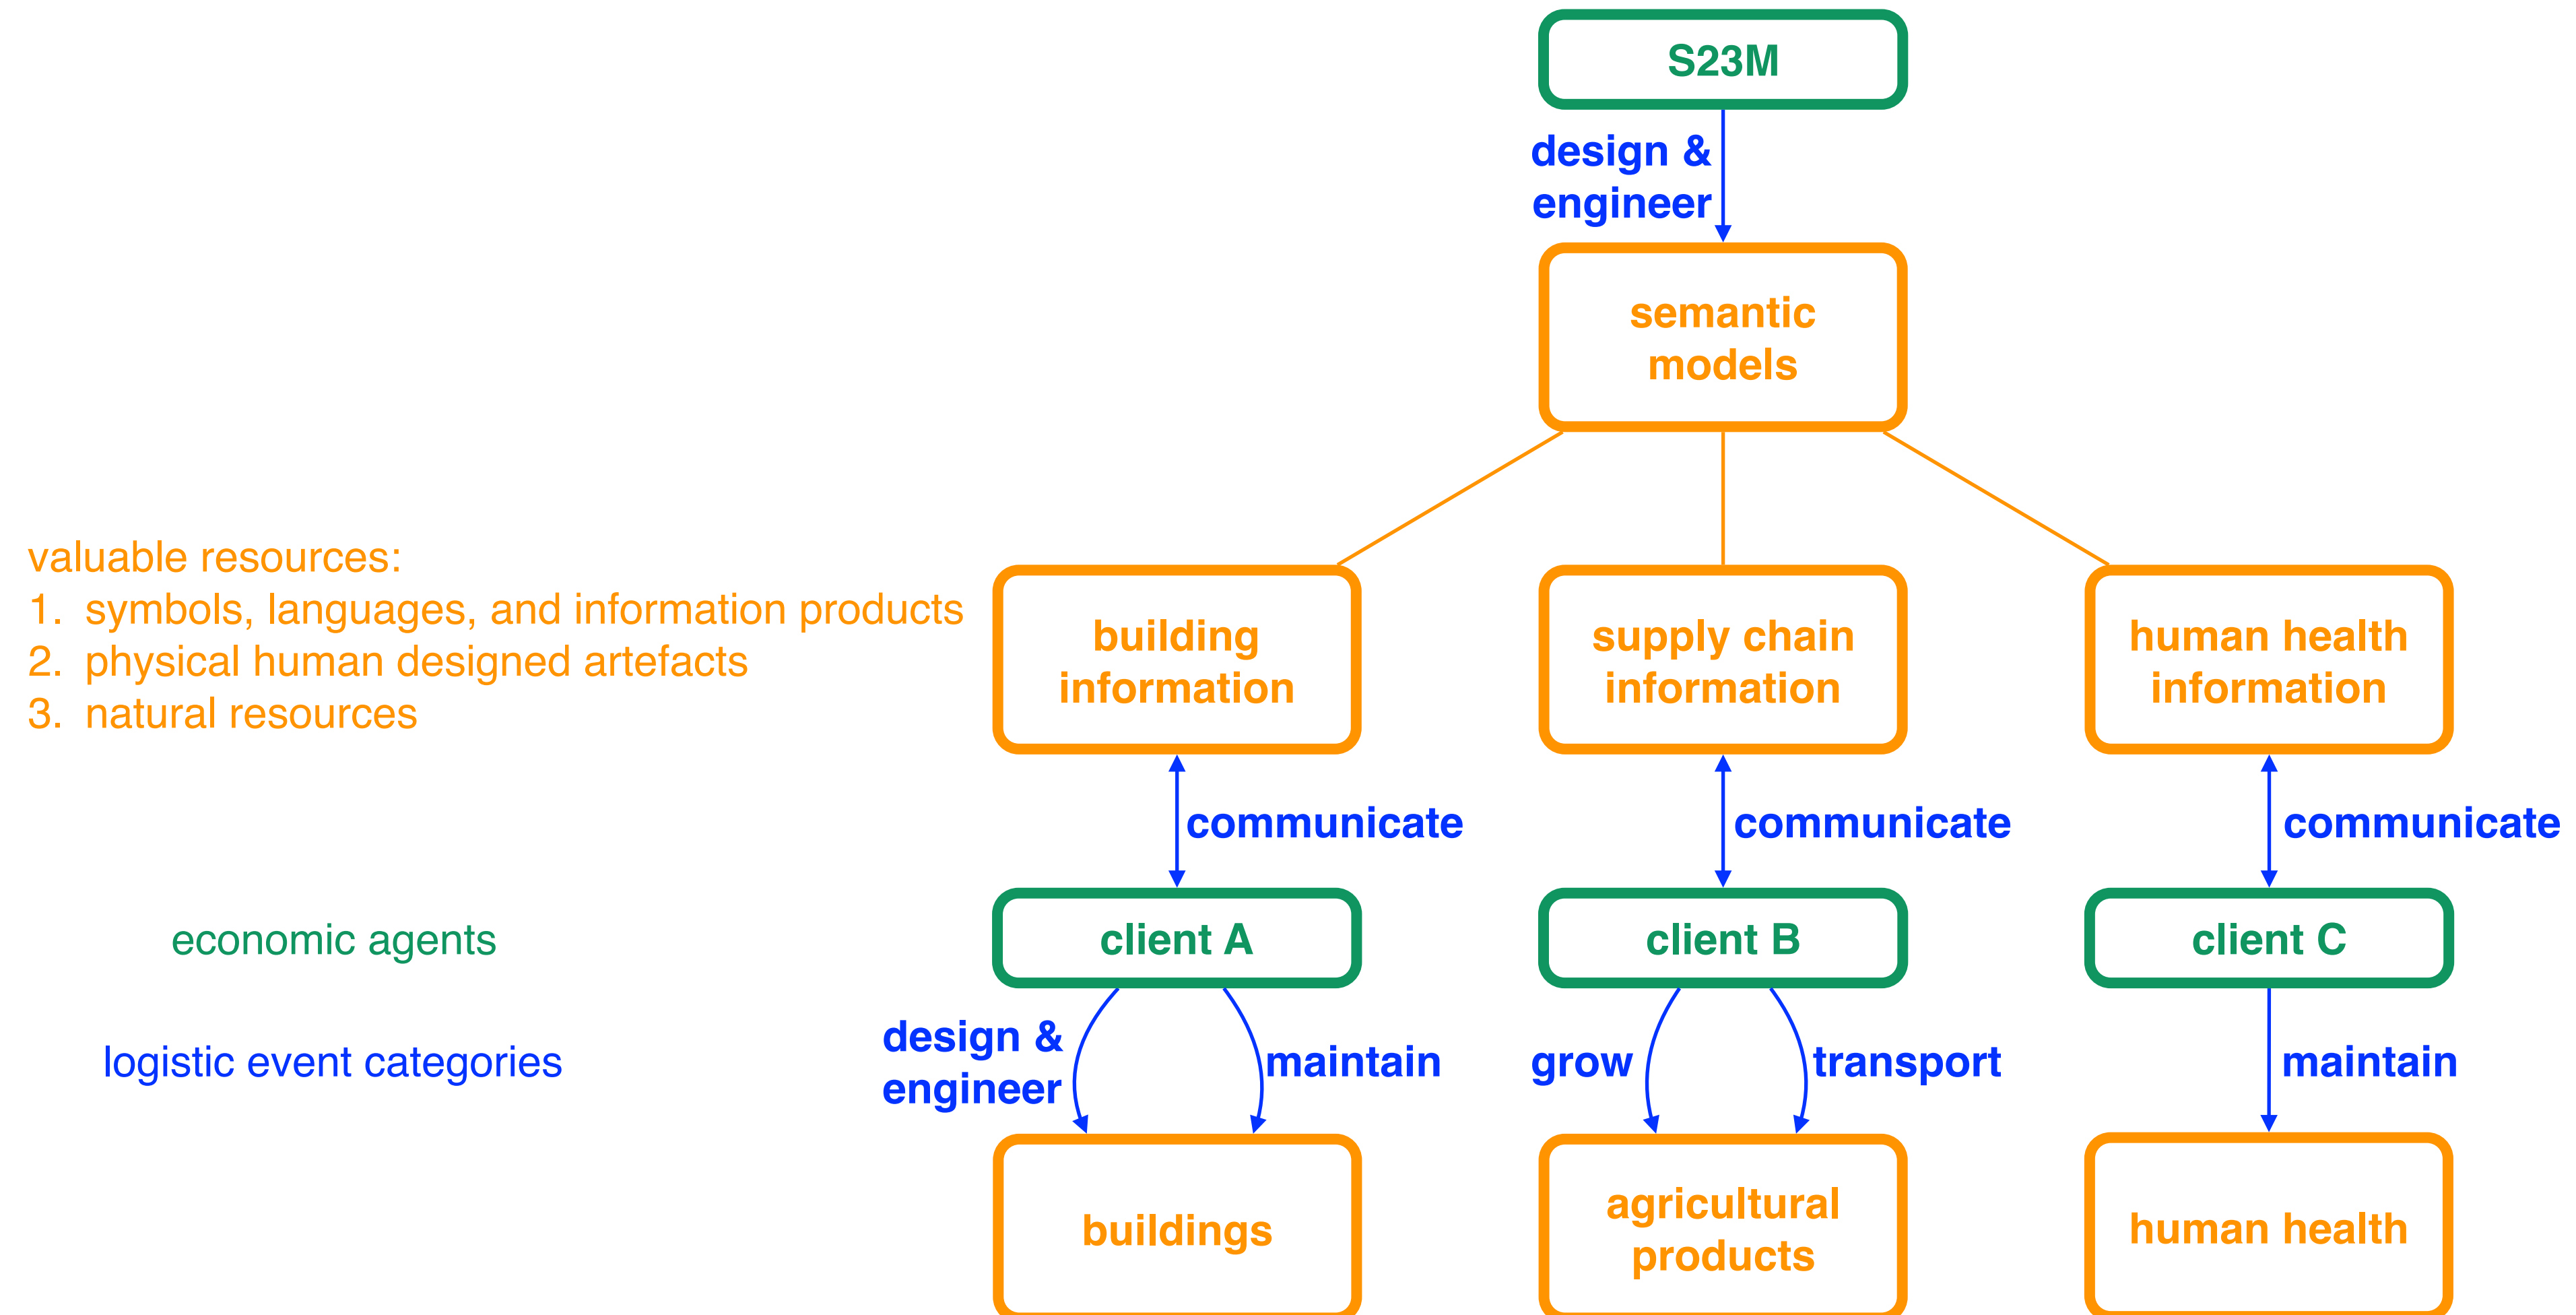 S23M
design &
engineer
semantic
models
valuable resources:
1. symbols, languages, and information products
2. physical human designed artefacts
3. natural resources
building
information
supply chain
information
human health
information
communicate
communicate
communicate
economic agents
client A
client B
client C
logistic event categories
design &
engineer
maintain
grow
transport
maintain
buildings
agricultural
products
human health